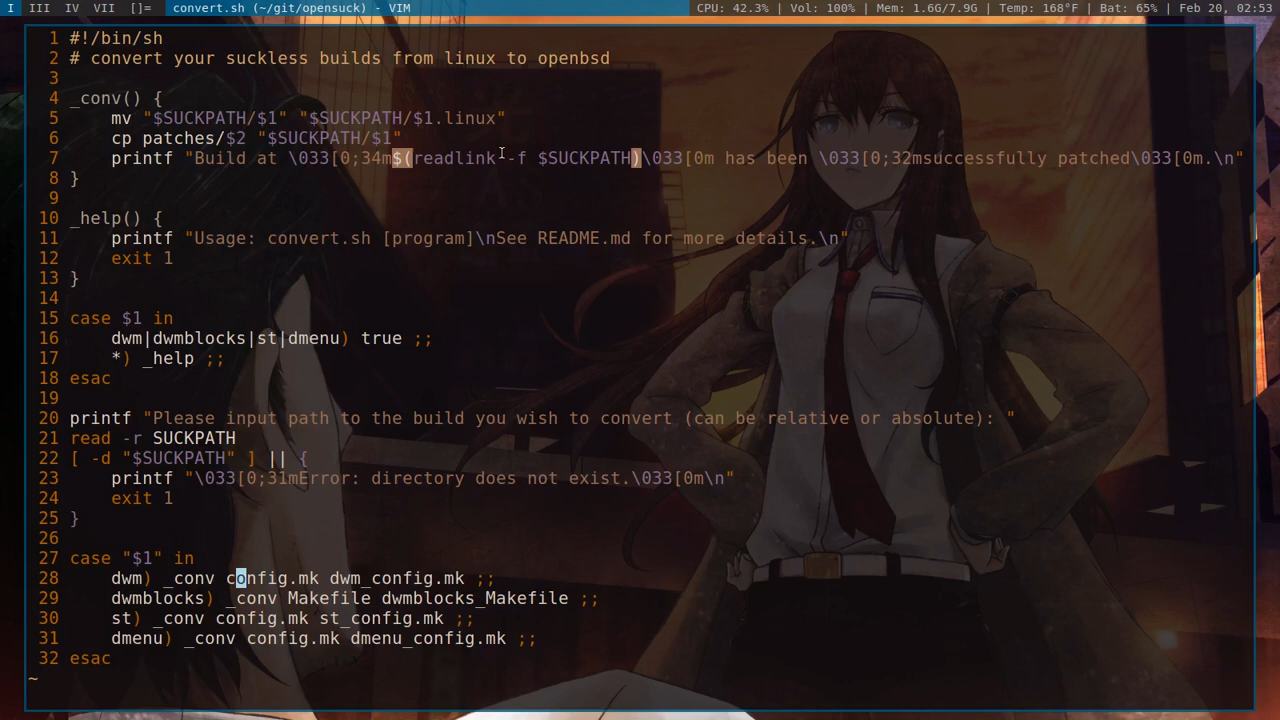 I III IV VII []= convert.sh (~/git/opensuck) - VIM CPU: 42.3% | Vol: 100% | Mem: 1.6G/7.9G | Temp: 168°F | Bat: 65% | Feb 20, 02:53
1 #!/bin/sh
2 # convert your suckless builds from linux to openbsd
3
4 _conv() {
5     mv "$SUCKPATH/$1" "$SUCKPATH/$1.linux"
6     cp patches/$2 "$SUCKPATH/$1"
7     printf "Build at \033[0;34m$(readlink -f $SUCKPATH)\033[0m has been \033[0;32msuccessfully patched\033[0m.\n"
8 }
9
10 _help() {
11     printf "Usage: convert.sh [program]\nSee README.md for more details.\n"
12     exit 1
13 }
14
15 case $1 in
16     dwm|dwmblocks|st|dmenu) true ;;
17     *) _help ;;
18 esac
19
20 printf "Please input path to the build you wish to convert (can be relative or absolute): "
21 read -r SUCKPATH
22 [ -d "$SUCKPATH" ] || {
23     printf "\033[0;31mError: directory does not exist.\033[0m\n"
24     exit 1
25 }
26
27 case "$1" in
28     dwm) _conv config.mk dwm_config.mk ;;
29     dwmblocks) _conv Makefile dwmblocks_Makefile ;;
30     st) _conv config.mk st_config.mk ;;
31     dmenu) _conv config.mk dmenu_config.mk ;;
32 esac
~